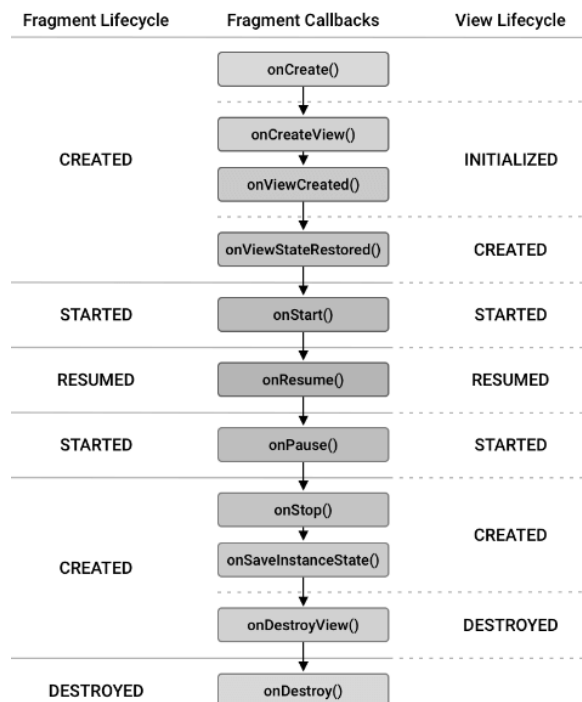 Fragment Lifecycle Fragment Callbacks View Lifecycle
onCreate()
onCreateView()
CREATED INITIALIZED
onViewCreated()
onViewStateRestored() CREATED
STARTED onStart() STARTED
RESUMED onResume() RESUMED
STARTED onPause() STARTED
onStop()
CREATED
onSaveInstanceState()
CREATED
onDestroyView() DESTROYED
DESTROYED onDestroy()